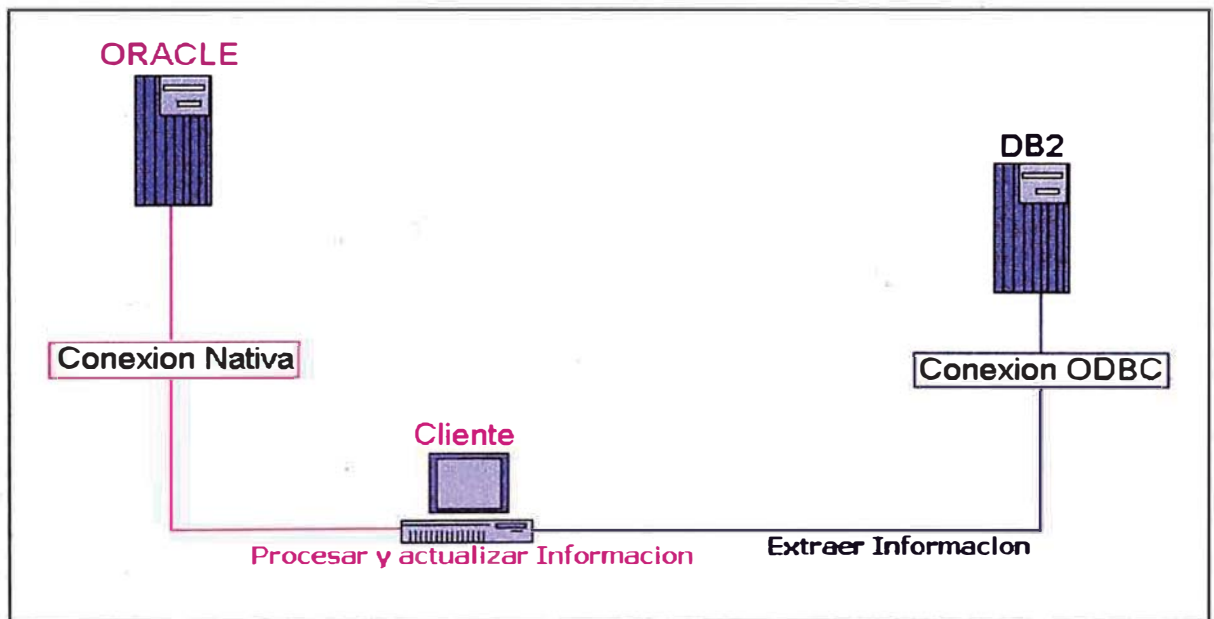 ORACLE
DB2
Conexion Nativa
Conexion ODBC
Cliente
Procesar y actualizar Informacion
Extraer Informacion